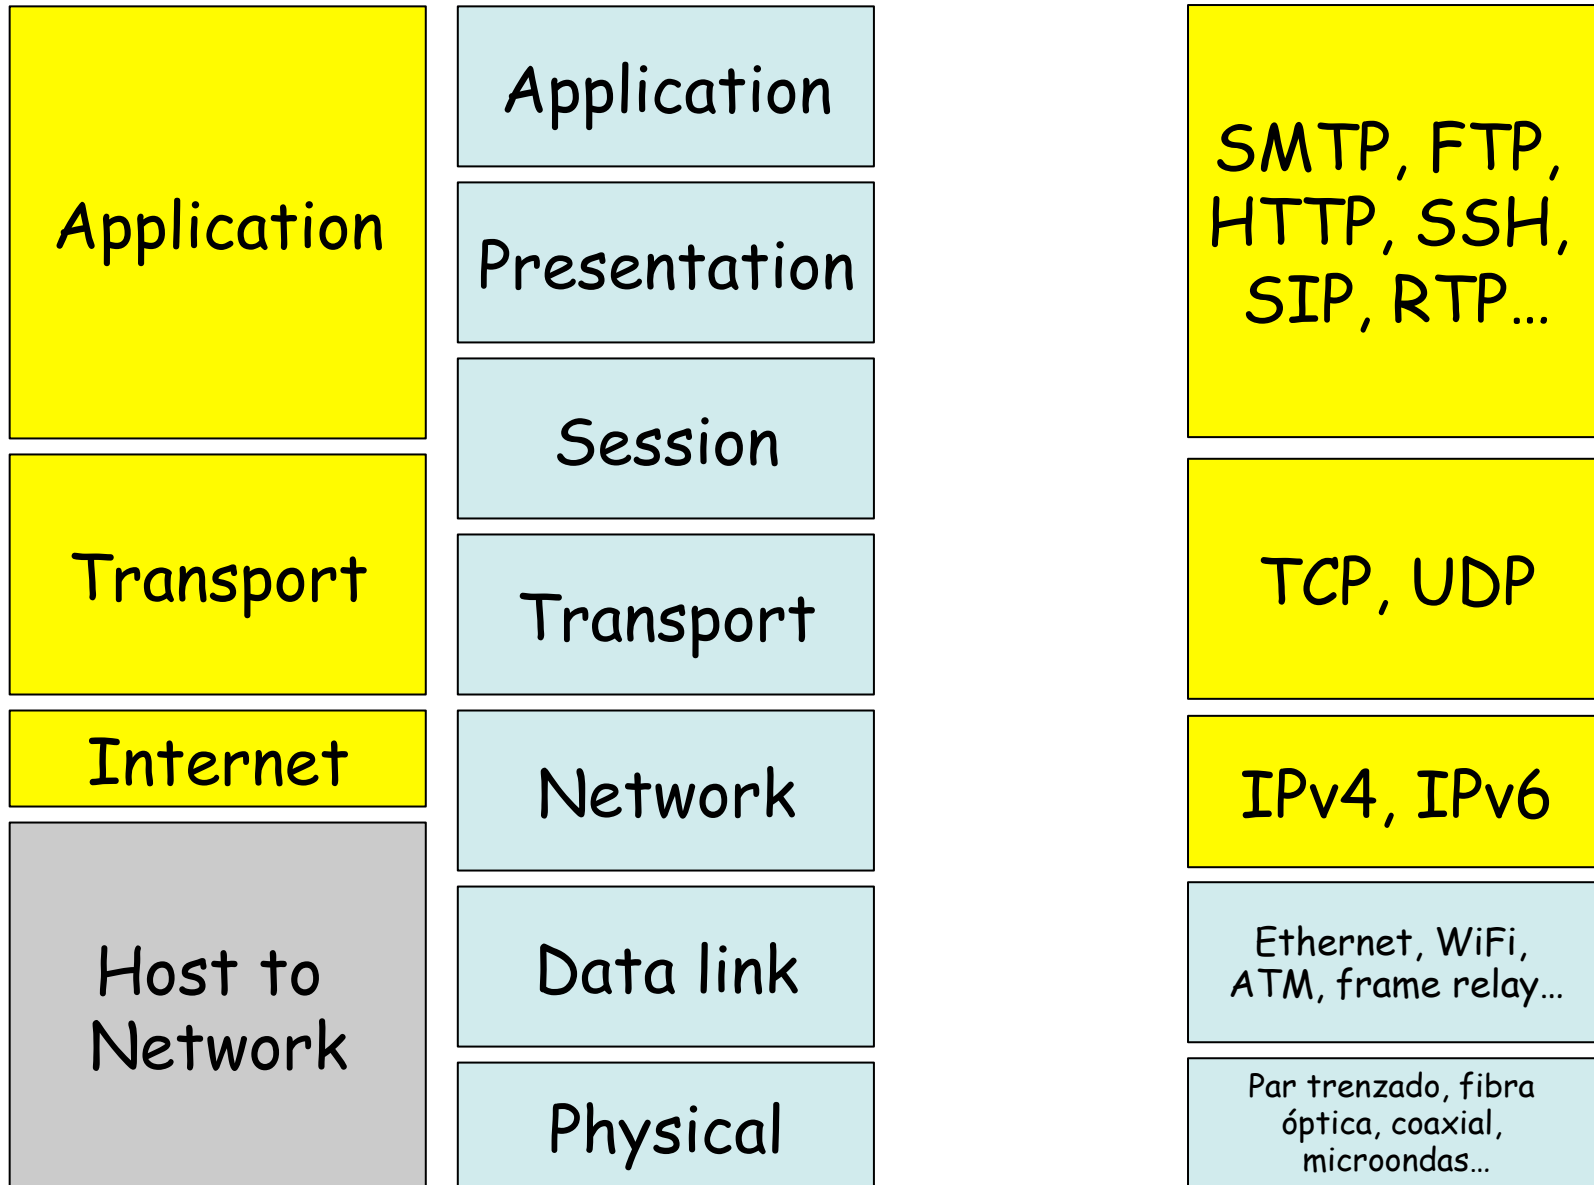 Application
Transport
Internet
Host to
Network
Application
Presentation
Session
Transport
Network
Data link
Physical
SMTP, FTP,
HTTP, SSH,
SIP, RTP…
TCP, UDP
IPv4, IPv6
Ethernet, WiFi,
ATM, frame relay…
Par trenzado, fibra
óptica, coaxial,
microondas…